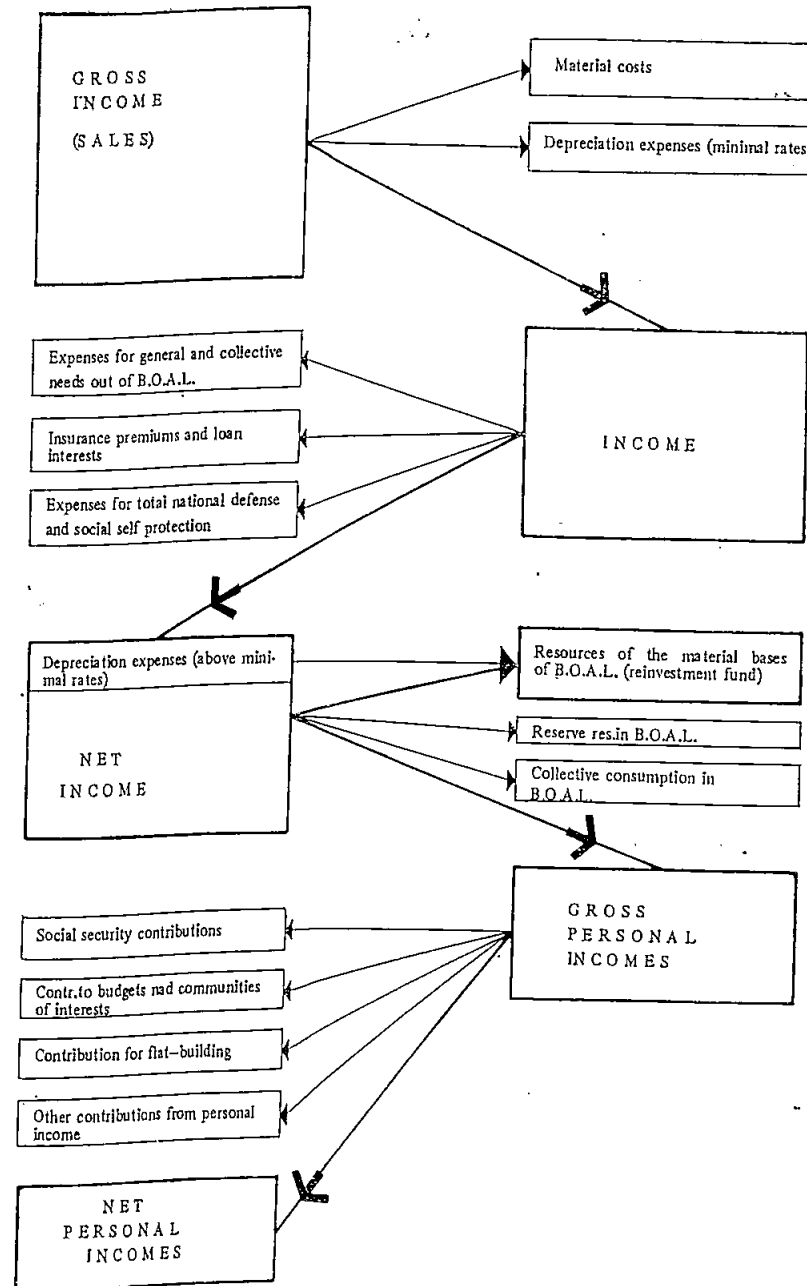 GROSS
INCOME
(SALES)
Material costs
Depreciation expenses (minimal rates
Expenses for general and collective
needs out of B.O.A.L.
Insurance premiums and loan
interests
Expenses for total national defense
and social self protection
INCOME
Depreciation expenses (above mini-
mal rates)
NET
INCOME
Resources of the material bases
of B.O.A.L. (reinvestment fund)
Reserve res.in B.O.A.L.
Collective consumption in
B.O.A.L.
GROSS
PERSONAL
INCOMES
Social security contributions
Contr.to budgets nad communities
of interests
Contribution for flat-building
Other contributions from personal
income
NET
PERSONAL
INCOMES